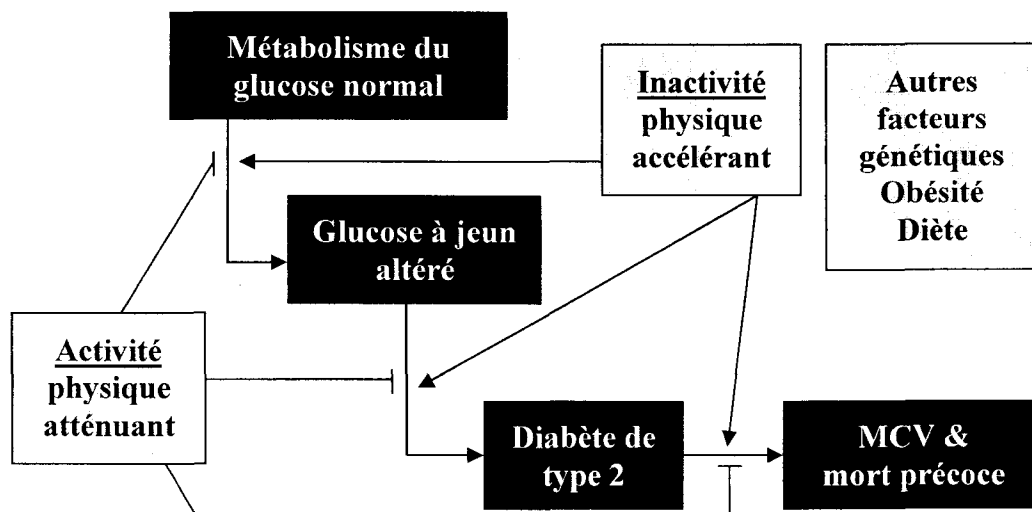 Métabolisme du
glucose normal
Inactivité
physique
accélérant
Autres
facteurs
génétiques
Obésité
Diète
Glucose à jeun
altéré
Activité
physique
atténuant
Diabète de
type 2
MCV &
mort précoce